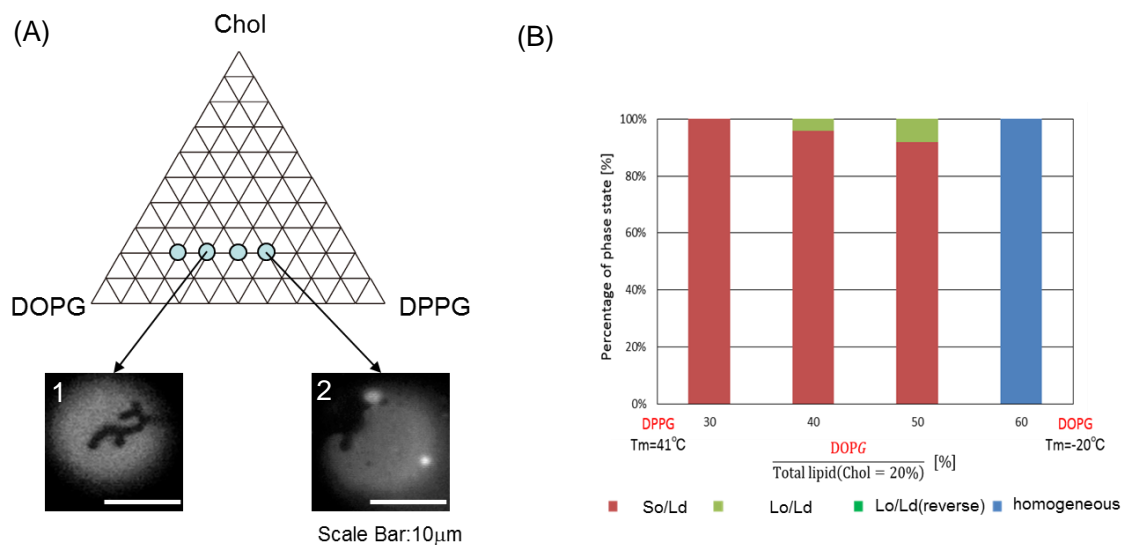 (A)
Chol
DOPG
DPPG
1
2
Scale Bar:10μm
(B)
Percentage of phase state [%]
100%
80%
60%
40%
20%
0%
DPPG 30 40 50 60 DOPG
Tm=41°C Tm=-20°C
DOPG
Total lipid(Chol = 20%) [%]
So/Ld Lo/Ld Lo/Ld(reverse) homogeneous